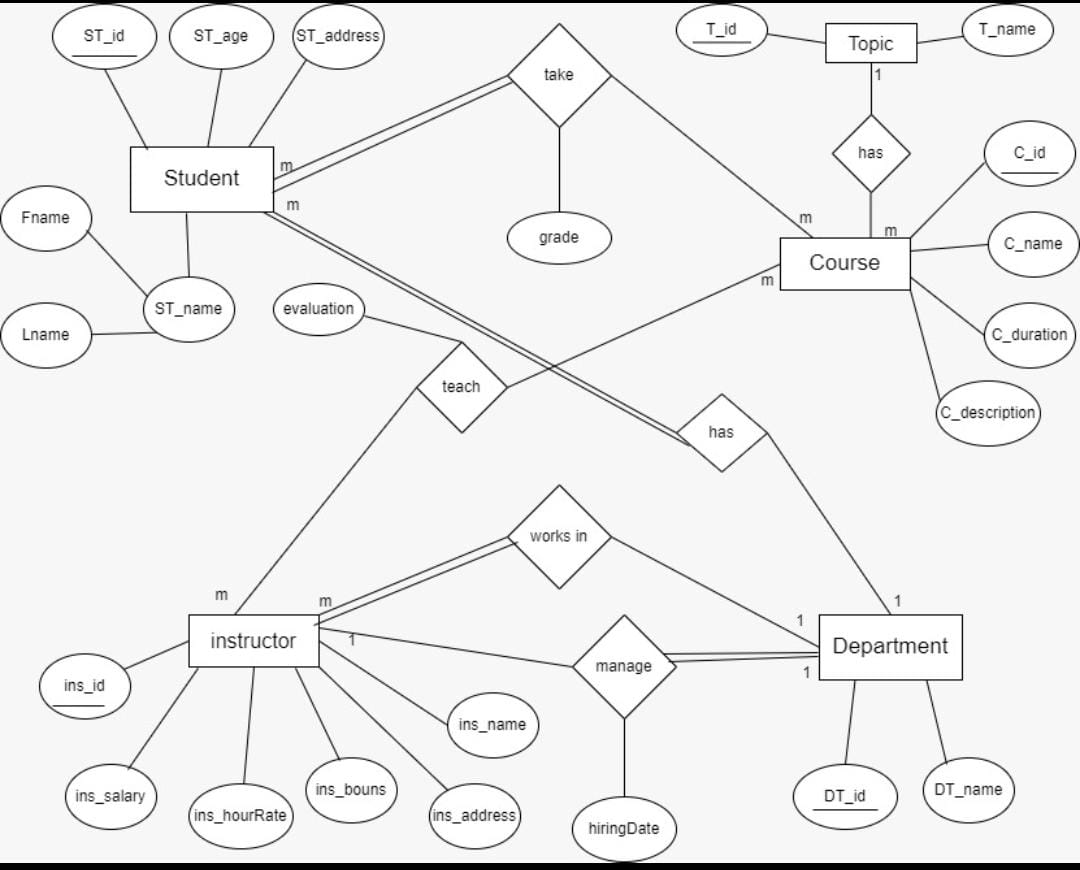 ST_id
ST_age
ST_address
T_id
Topic
T_name
take
1
has
C_id
m
Student
m
Fname
m
m
grade
C_name
Course
m
ST_name
evaluation
Lname
C_duration
teach
C_description
has
works in
m
m
1
1
instructor
1
Department
manage
1
ins_id
ins_name
ins_salary
ins_hourRate
ins_bouns
ins_address
hiringDate
DT_id
DT_name